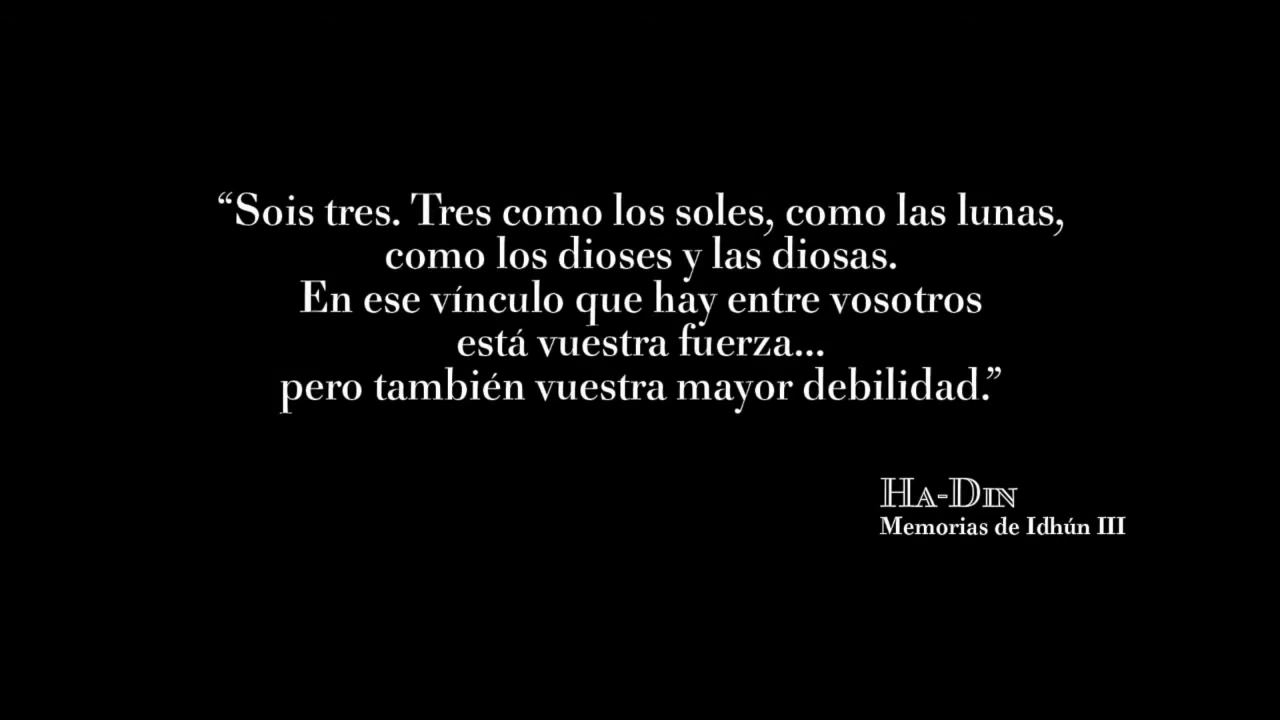 “Sois tres. Tres como los soles, como las lunas,
como los dioses y las diosas.
En ese vínculo que hay entre vosotros
está vuestra fuerza...
pero también vuestra mayor debilidad.”
Ha-Din
Memorias de Idhún III